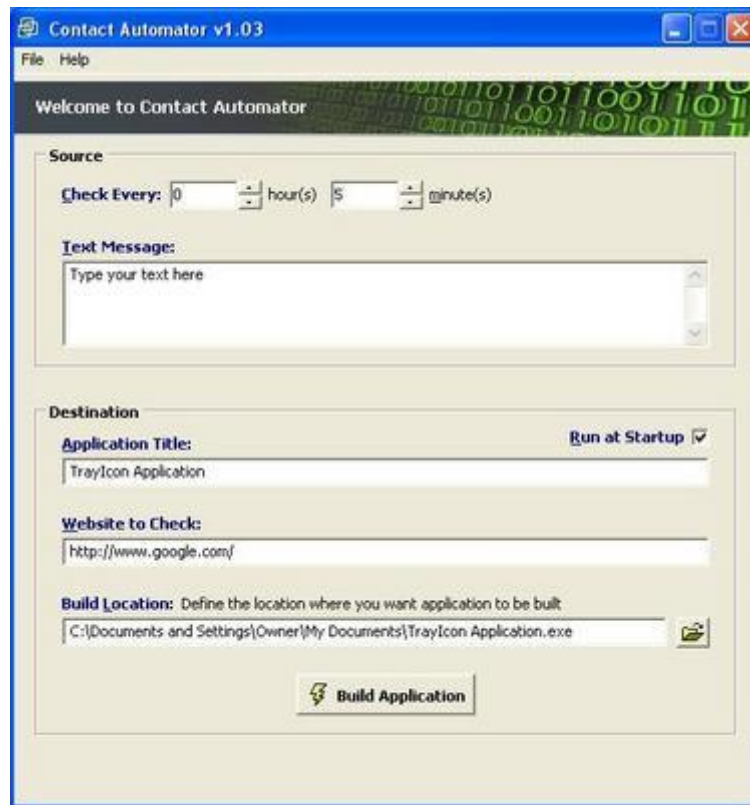 Contact Automator v1.03
File Help
Welcome to Contact Automator
Source
Check Every: 0 hour(s) 5 minute(s)
Text Message:
Type your text here
Destination
Application Title: Run at Startup
TrayIcon Application
Website to Check:
http://www.google.com/
Build Location: Define the location where you want application to be built
C:\Documents and Settings\Owner\My Documents\TrayIcon Application.exe
Build Application